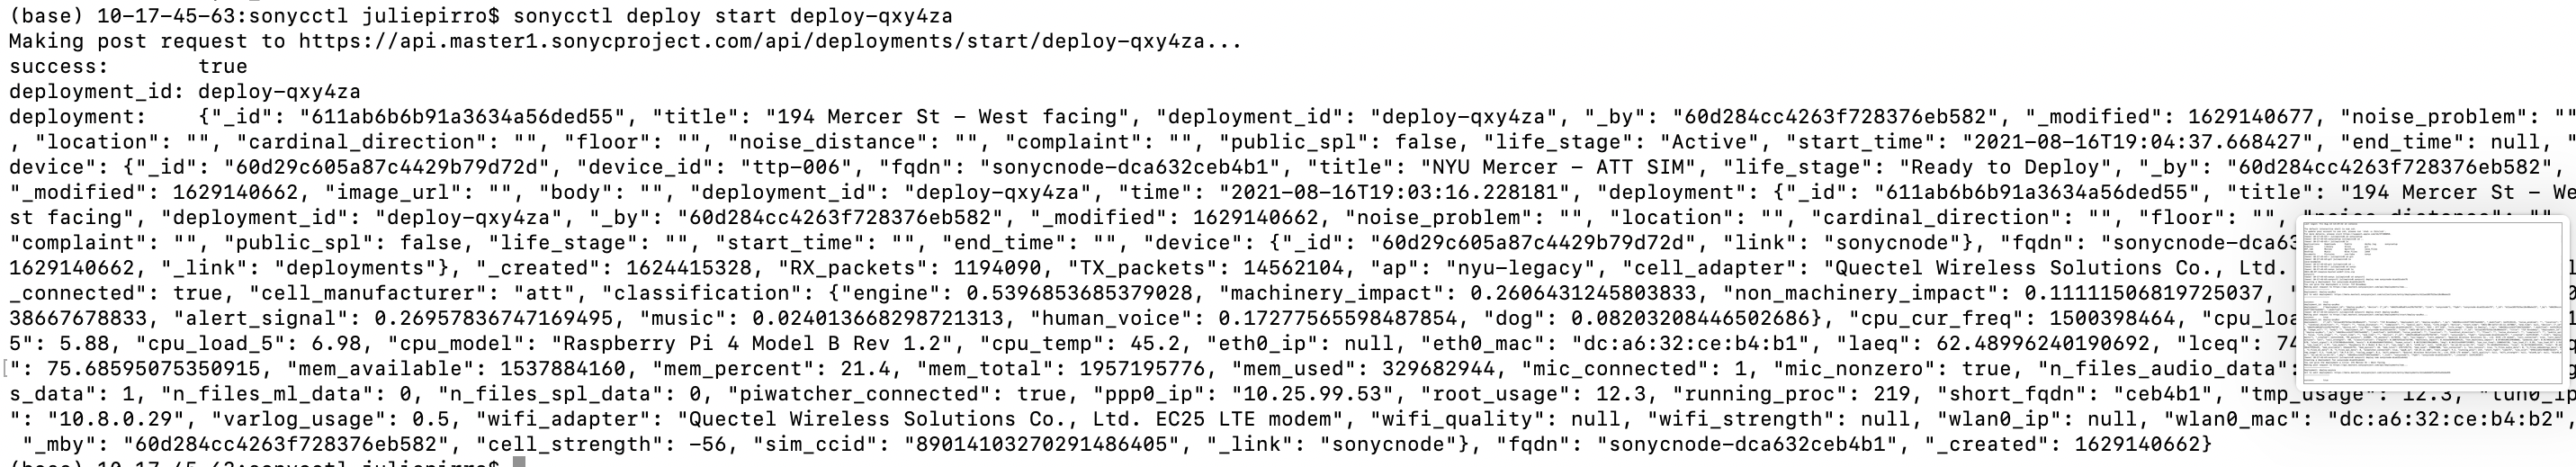 (base) 10-17-45-63:sonycctl juliepirro$ sonycctl deploy start deploy-qxy4za
Making post request to https://api.master1.sonycproject.com/api/deployments/start/deploy-qxy4za...
success:       true
deployment_id: deploy-qxy4za
deployment:    {"_id": "611ab6b6b91a3634a56ded55", "title": "194 Mercer St – West facing", "deployment_id": "deploy-qxy4za", "_by": "60d284cc4263f728376eb582", "_modified": 1629140677, "noise_problem": ""
, "location": "", "cardinal_direction": "", "floor": "", "noise_distance": "", "complaint": "", "public_spl": false, "life_stage": "Active", "start_time": "2021-08-16T19:04:37.668427", "end_time": null, "
device": {"_id": "60d29c605a87c4429b79d72d", "device_id": "ttp-006", "fqdn": "sonycnode-dca632ceb4b1", "title": "NYU Mercer – ATT SIM", "life_stage": "Ready to Deploy", "_by": "60d284cc4263f728376eb582",
"_modified": 1629140662, "image_url": "", "body": "", "deployment_id": "deploy-qxy4za", "time": "2021-08-16T19:03:16.228181", "deployment": {"_id": "611ab6b6b91a3634a56ded55", "title": "194 Mercer St – We
st facing", "deployment_id": "deploy-qxy4za", "_by": "60d284cc4263f728376eb582", "_modified": 1629140662, "noise_problem": "", "location": "", "cardinal_direction": "", "floor": "", "noise_distance": "",
"complaint": "", "public_spl": false, "life_stage": "", "start_time": "", "end_time": "", "device": {"_id": "60d29c605a87c4429b79d72d", "link": "sonycnode"}, "fqdn": "sonycnode-dca63
1629140662, "_link": "deployments"}, "_created": 1624415328, "RX_packets": 1194090, "TX_packets": 14562104, "ap": "nyu-legacy", "cell_adapter": "Quectel Wireless Solutions Co., Ltd.
_connected": true, "cell_manufacturer": "att", "classification": {"engine": 0.5396853685379028, "machinery_impact": 0.2606431245803833, "non_machinery_impact": 0.11111506819725037, "
38667678833, "alert_signal": 0.26957836747169495, "music": 0.024013668298721313, "human_voice": 0.17277565598487854, "dog": 0.08203208446502686}, "cpu_cur_freq": 1500398464, "cpu_loa
5": 5.88, "cpu_load_5": 6.98, "cpu_model": "Raspberry Pi 4 Model B Rev 1.2", "cpu_temp": 45.2, "eth0_ip": null, "eth0_mac": "dc:a6:32:ce:b4:b1", "laeq": 62.48996240190692, "lceq": 74
": 75.68595075350915, "mem_available": 1537884160, "mem_percent": 21.4, "mem_total": 1957195776, "mem_used": 329682944, "mic_connected": 1, "mic_nonzero": true, "n_files_audio_data":
s_data": 1, "n_files_ml_data": 0, "n_files_spl_data": 0, "piwatcher_connected": true, "ppp0_ip": "10.25.99.53", "root_usage": 12.3, "running_proc": 219, "short_fqdn": "ceb4b1", "tmp_usage": 12.3, "tun0_ip
": "10.8.0.29", "varlog_usage": 0.5, "wifi_adapter": "Quectel Wireless Solutions Co., Ltd. EC25 LTE modem", "wifi_quality": null, "wifi_strength": null, "wlan0_ip": null, "wlan0_mac": "dc:a6:32:ce:b4:b2",
"_mby": "60d284cc4263f728376eb582", "cell_strength": -56, "sim_ccid": "89014103270291486405", "_link": "sonycnode"}, "fqdn": "sonycnode-dca632ceb4b1", "_created": 1629140662}
(base) 10-17-45-63:sonycctl juliepirro$